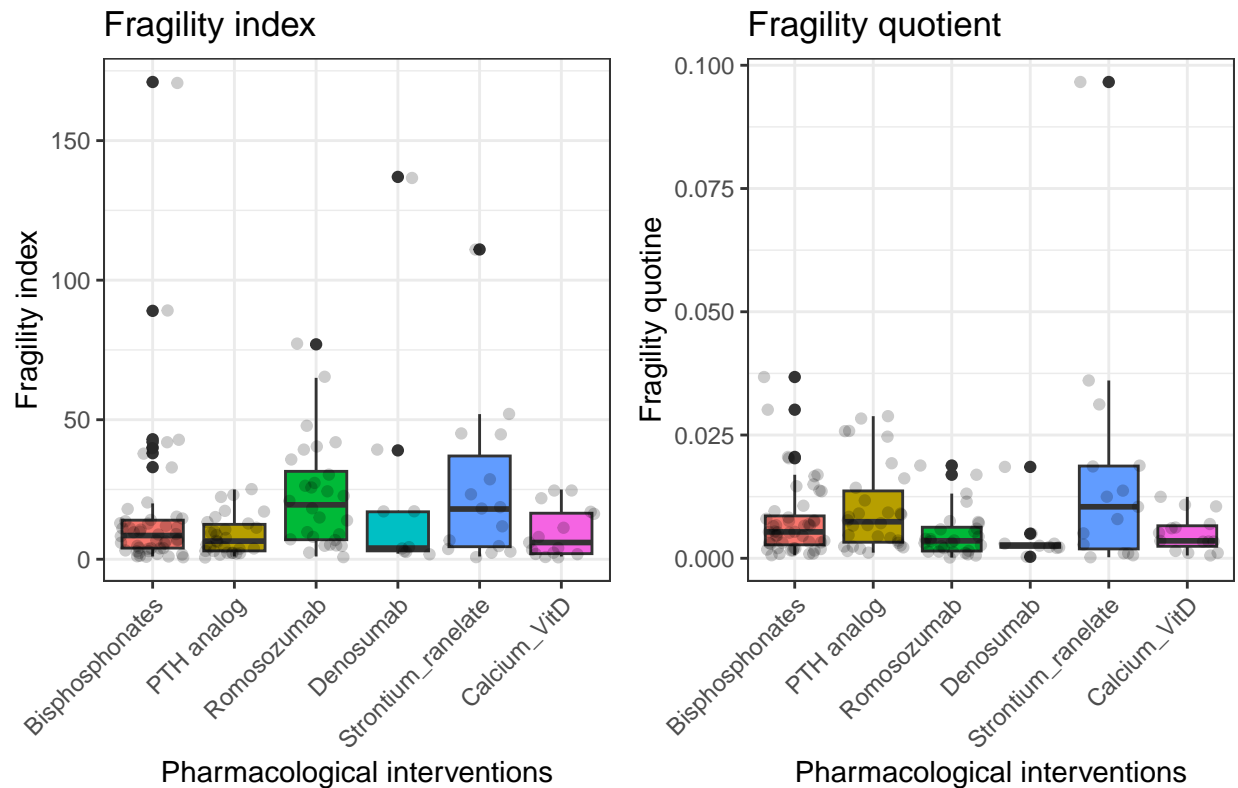 Fragility index
Fragility index
150
100
50
0
Bisphosphonates
PTH analog
Romosozumab
Denosumab
Strontium_ranelate
Calcium_VitD
Pharmacological interventions
Fragility quotient
Fragility quotine
0.100
0.075
0.050
0.025
0.000
Bisphosphonates
PTH analog
Romosozumab
Denosumab
Strontium_ranelate
Calcium_VitD
Pharmacological interventions